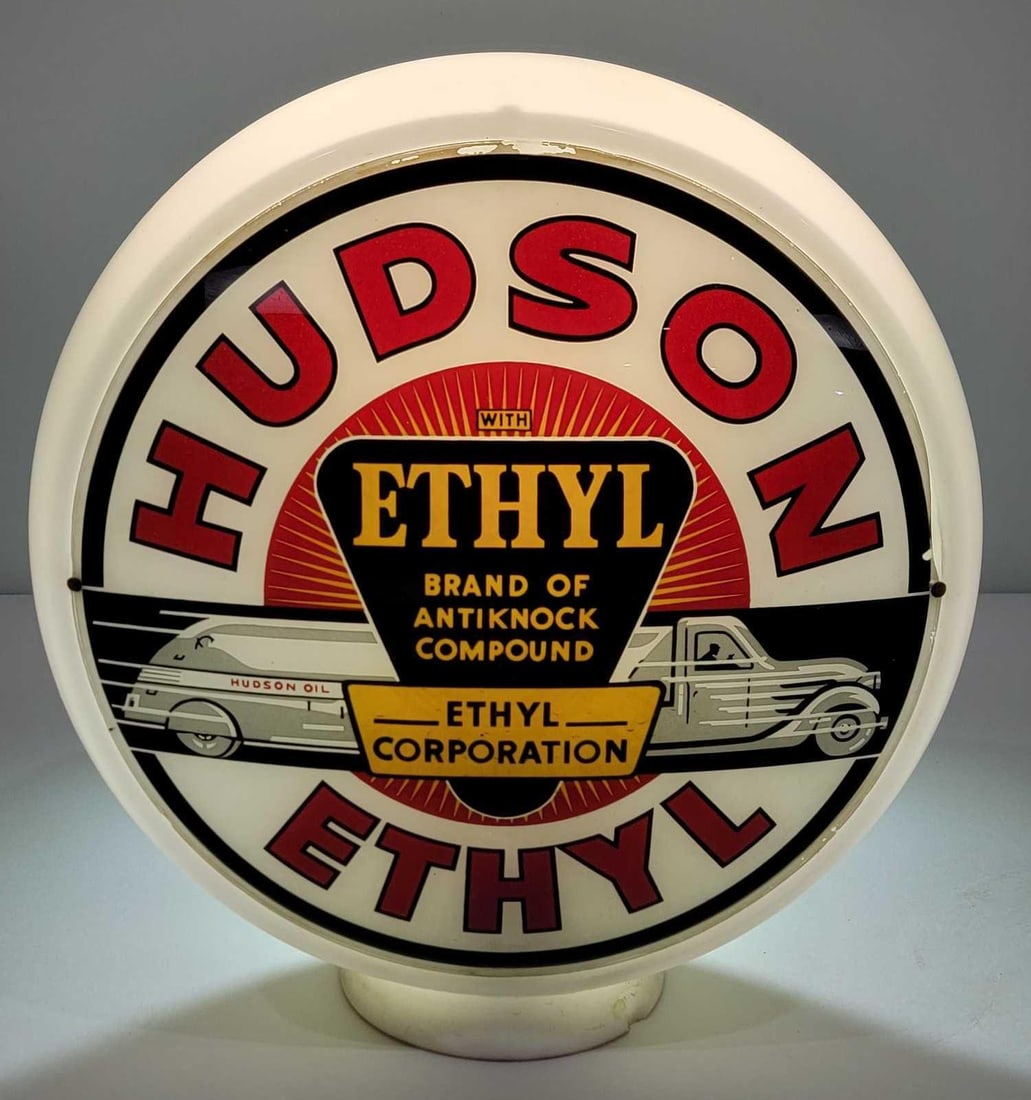 HUDSON
WITH
ETHYL
BRAND OF
ANTIKNOCK
COMPOUND
HUDSON OIL
ETHYL
CORPORATION
ETHYL